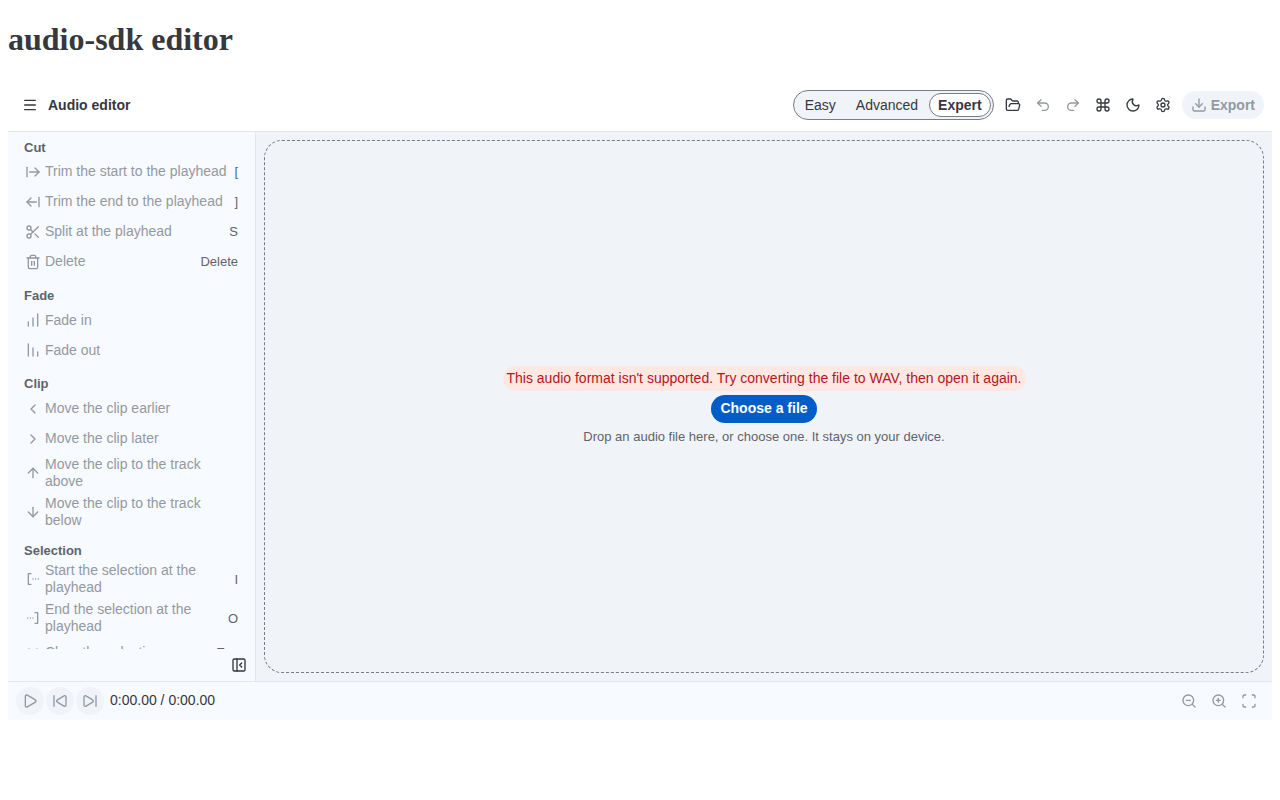 audio-sdk editor
Audio editor
Easy Advanced Expert
Export
Cut
Trim the start to the playhead [
Trim the end to the playhead ]
Split at the playhead S
Delete Delete
Fade
Fade in
Fade out
Clip
Move the clip earlier
Move the clip later
Move the clip to the track
above
Move the clip to the track
below
Selection
Start the selection at the
playhead I
End the selection at the
playhead O
This audio format isn't supported. Try converting the file to WAV, then open it again.
Choose a file
Drop an audio file here, or choose one. It stays on your device.
0:00.00 / 0:00.00